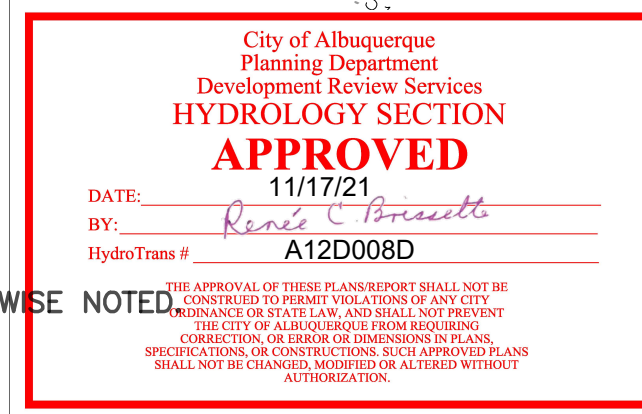 City of Albuquerque
Planning Department
Development Review Services
HYDROLOGY SECTION
APPROVED
DATE: 11/17/21
BY: Renée C. Brissette
HydroTrans # A12D008D
WISE NOTED.
THE APPROVAL OF THESE PLANS/REPORT SHALL NOT BE
CONSTRUED TO PERMIT VIOLATIONS OF ANY CITY
ORDINANCE OR STATE LAW, AND SHALL NOT PREVENT
THE CITY OF ALBUQUERQUE FROM REQUIRING
CORRECTION, OR ERROR OR DIMENSIONS IN PLANS,
SPECIFICATIONS, OR CONSTRUCTIONS. SUCH APPROVED PLANS
SHALL NOT BE CHANGED, MODIFIED OR ALTERED WITHOUT
AUTHORIZATION.